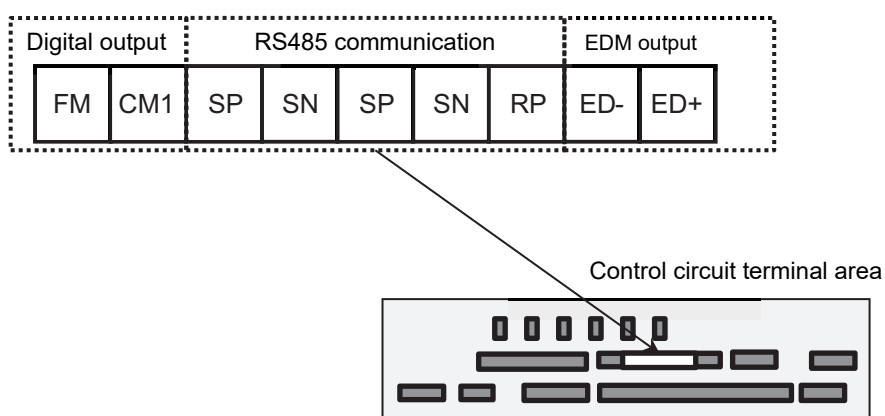 Digital output RS485 communication EDM output
FM CM1 SP SN SP SN RP ED- ED+
Control circuit terminal area